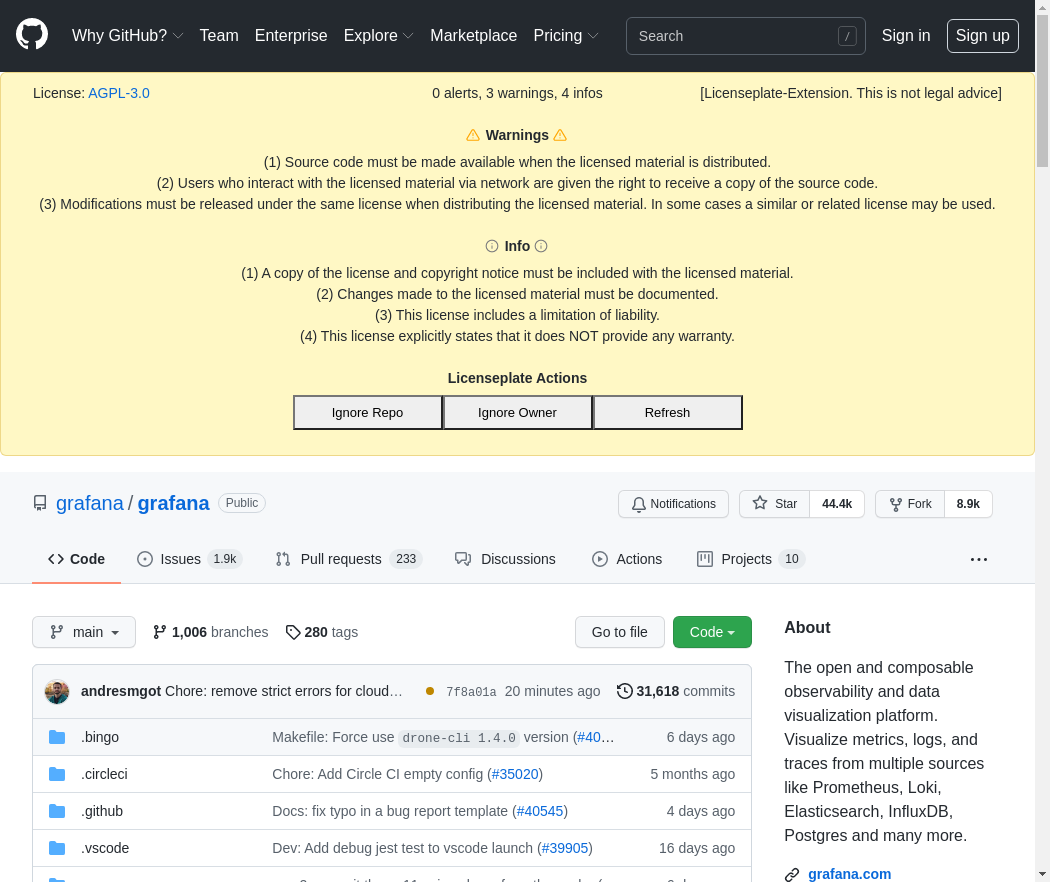 Why GitHub? Team Enterprise Explore Marketplace Pricing Search / Sign in Sign up
License: AGPL-3.0 0 alerts, 3 warnings, 4 infos [Licenseplate-Extension. This is not legal advice]
Warnings
(1) Source code must be made available when the licensed material is distributed.
(2) Users who interact with the licensed material via network are given the right to receive a copy of the source code.
(3) Modifications must be released under the same license when distributing the licensed material. In some cases a similar or related license may be used.
Info
(1) A copy of the license and copyright notice must be included with the licensed material.
(2) Changes made to the licensed material must be documented.
(3) This license includes a limitation of liability.
(4) This license explicitly states that it does NOT provide any warranty.
Licenseplate Actions
Ignore Repo Ignore Owner Refresh
grafana / grafana Public Notifications Star 44.4k Fork 8.9k
Code Issues 1.9k Pull requests 233 Discussions Actions Projects 10 ...
main 1,006 branches 280 tags Go to file Code
andresmgot Chore: remove strict errors for cloud… 7f8a01a 20 minutes ago 31,618 commits
.bingo Makefile: Force use drone-cli 1.4.0 version (#40… 6 days ago
.circleci Chore: Add Circle CI empty config (#35020) 5 months ago
.github Docs: fix typo in a bug report template (#40545) 4 days ago
.vscode Dev: Add debug jest test to vscode launch (#39905) 16 days ago
About
The open and composable
observability and data
visualization platform.
Visualize metrics, logs, and
traces from multiple sources
like Prometheus, Loki,
Elasticsearch, InfluxDB,
Postgres and many more.
grafana.com